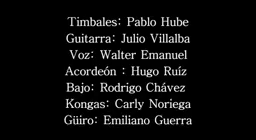 Timbales: Pablo Hube
Guitarra: Julio Villalba
Voz: Walter Emanuel
Acordeón : Hugo Ruíz
Bajo: Rodrigo Chávez
Kongas: Carly Noriega
Güiro: Emiliano Guerra